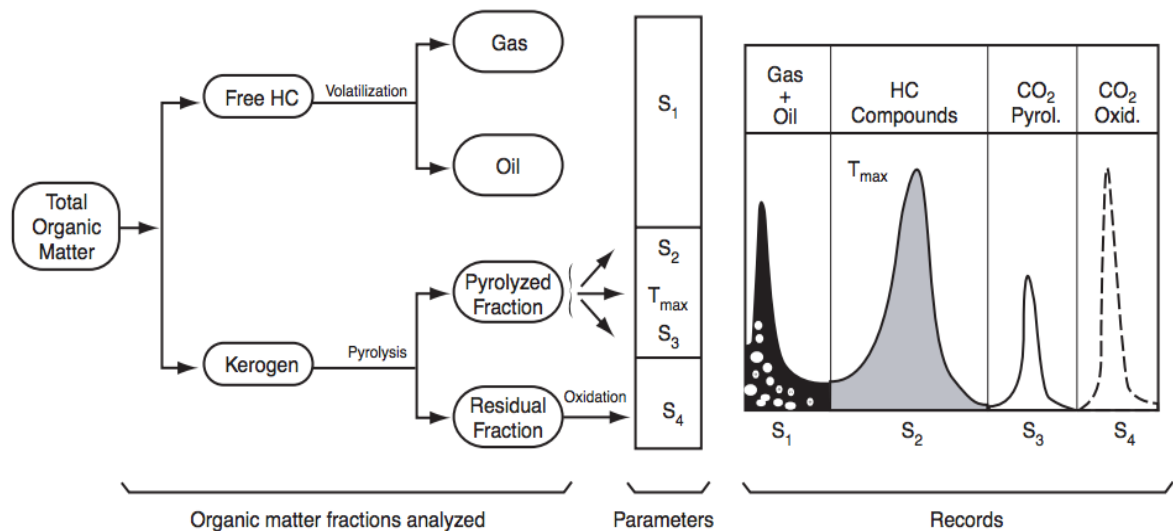 Total
Organic
Matter
Free HC
Volatilization
Gas
Oil
Kerogen
Pyrolysis
Pyrolyzed
Fraction
Residual
Fraction
Oxidation
S1
S2
Tmax
S3
S4
Gas
+
Oil
HC
Compounds
CO2
Pyrol.
CO2
Oxid.
Tmax
S1
S2
S3
S4
Organic matter fractions analyzed
Parameters
Records